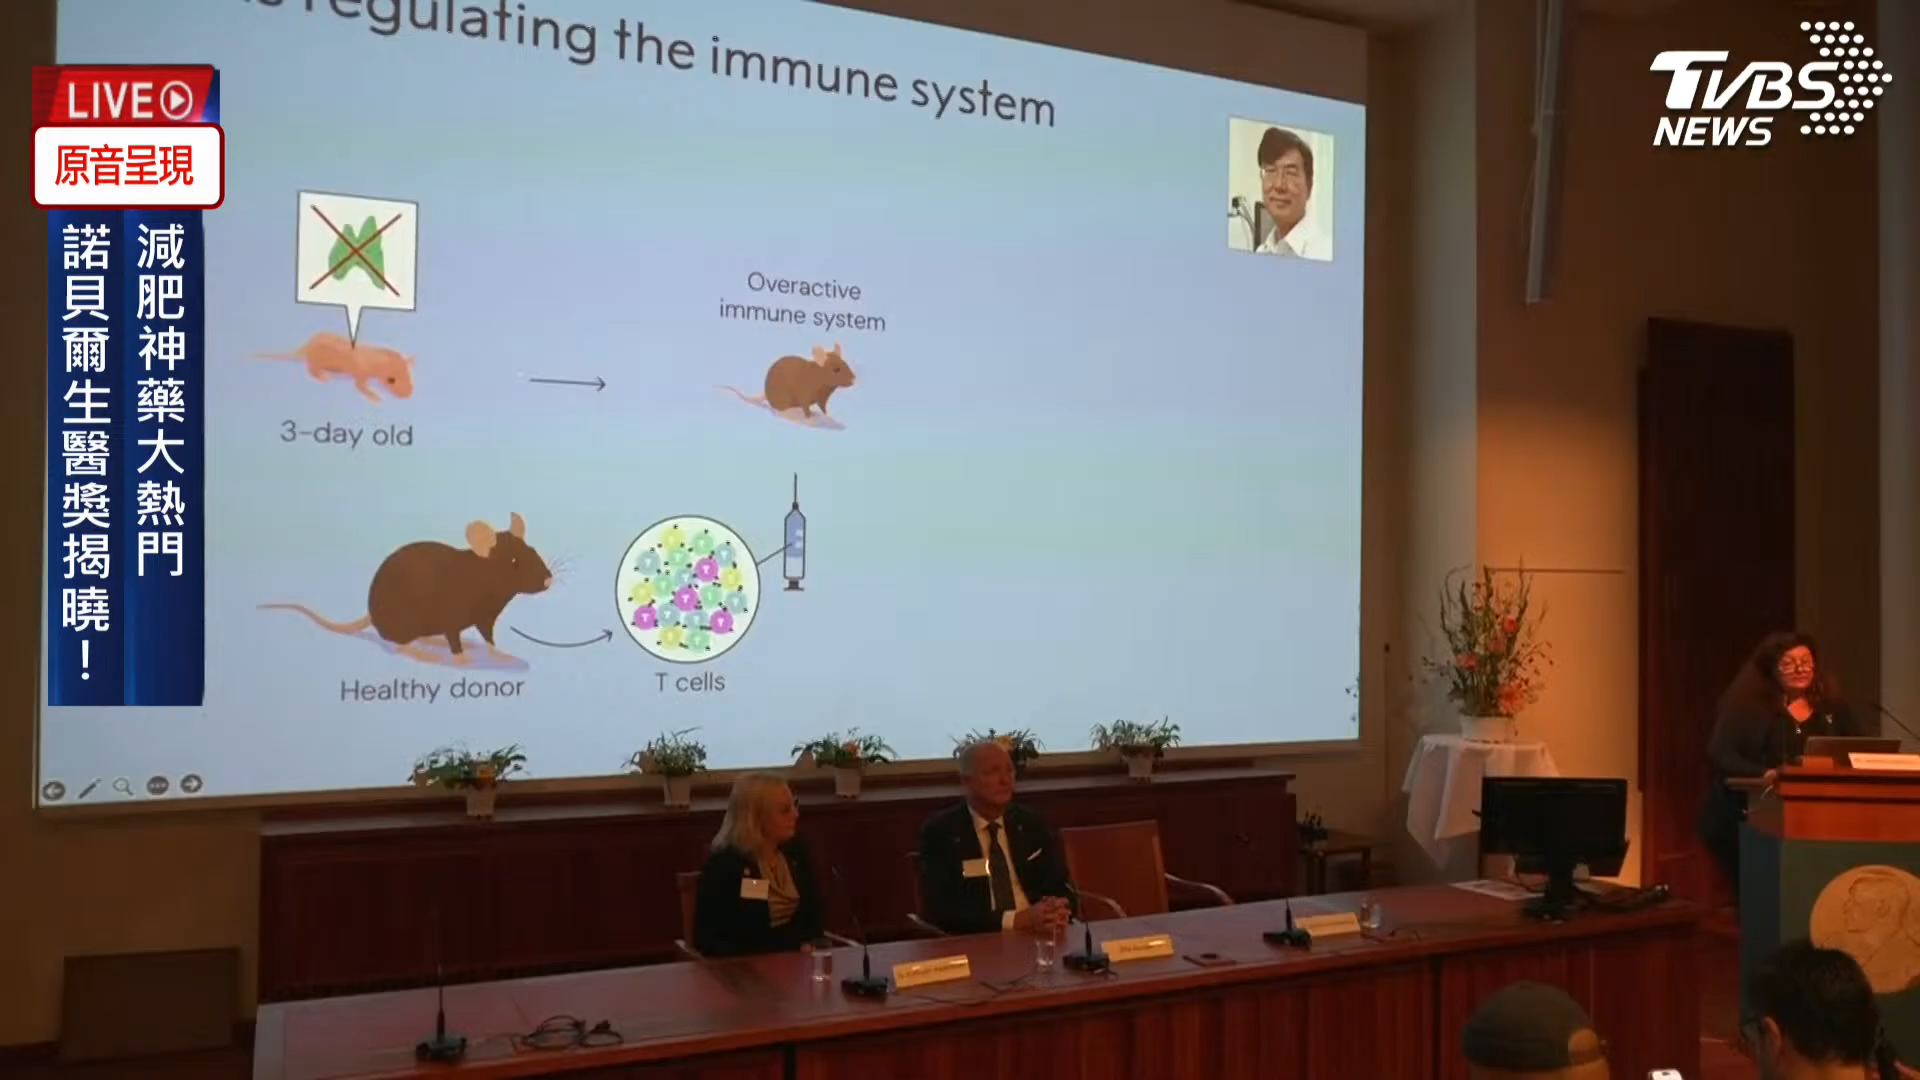 regulating the immune system
LIVE
原音呈現
減肥神藥大熱門
諾貝爾生醫獎揭曉！
TVBS
NEWS
Overactive
immune system
3-day old
Healthy donor
T cells